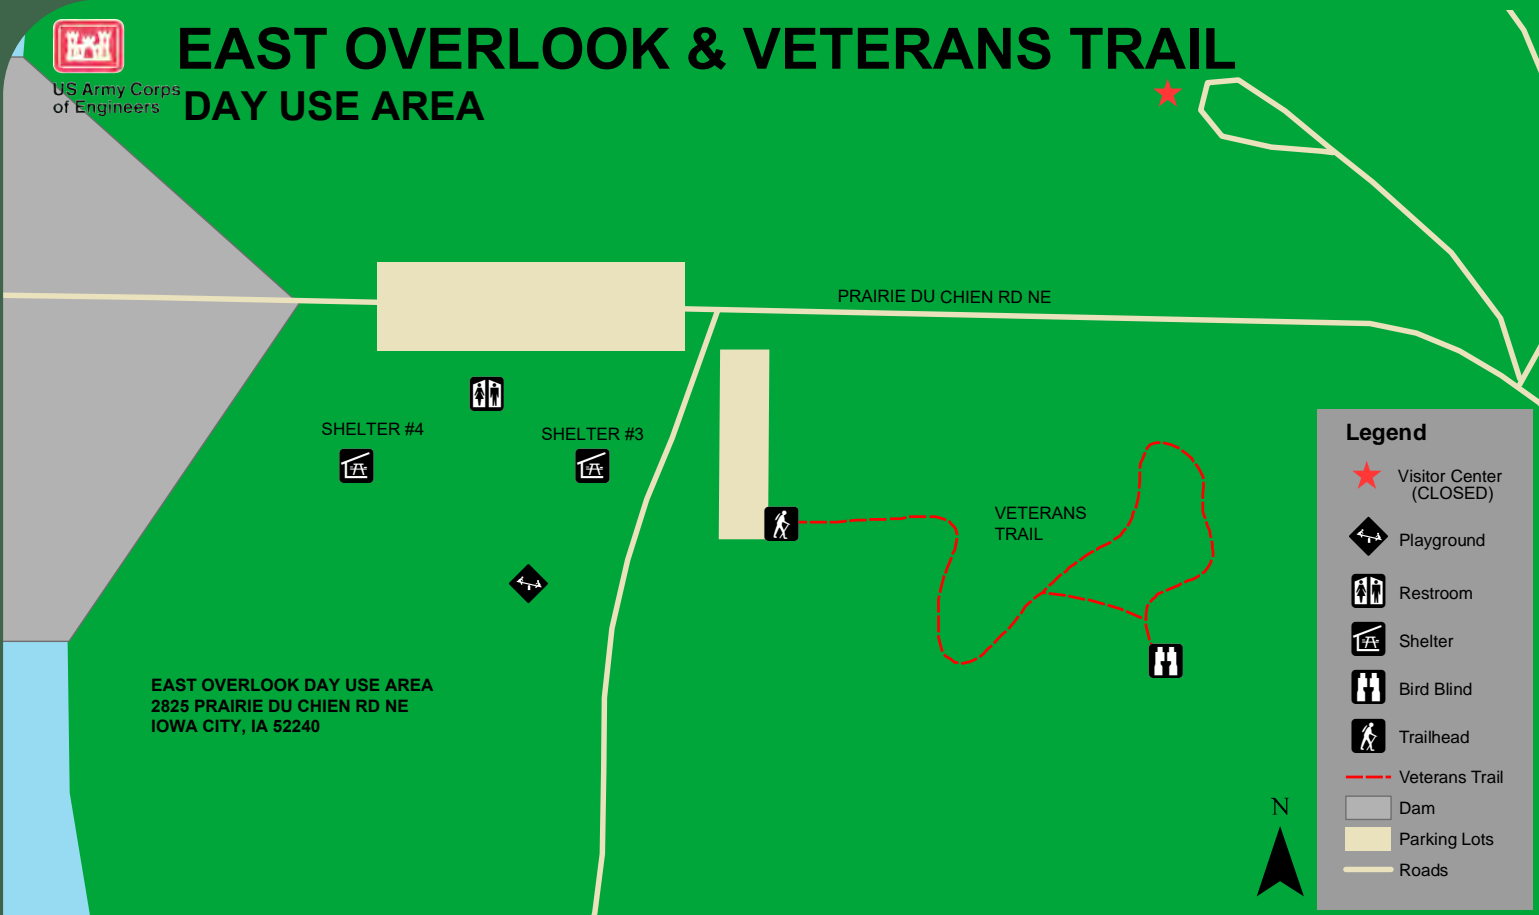 EAST OVERLOOK & VETERANS TRAIL
DAY USE AREA
US Army Corps
of Engineers
PRAIRIE DU CHIEN RD NE
SHELTER #4
SHELTER #3
VETERANS
TRAIL
EAST OVERLOOK DAY USE AREA
2825 PRAIRIE DU CHIEN RD NE
IOWA CITY, IA 52240
N
Legend
Visitor Center
(CLOSED)
Playground
Restroom
Shelter
Bird Blind
Trailhead
Veterans Trail
Dam
Parking Lots
Roads